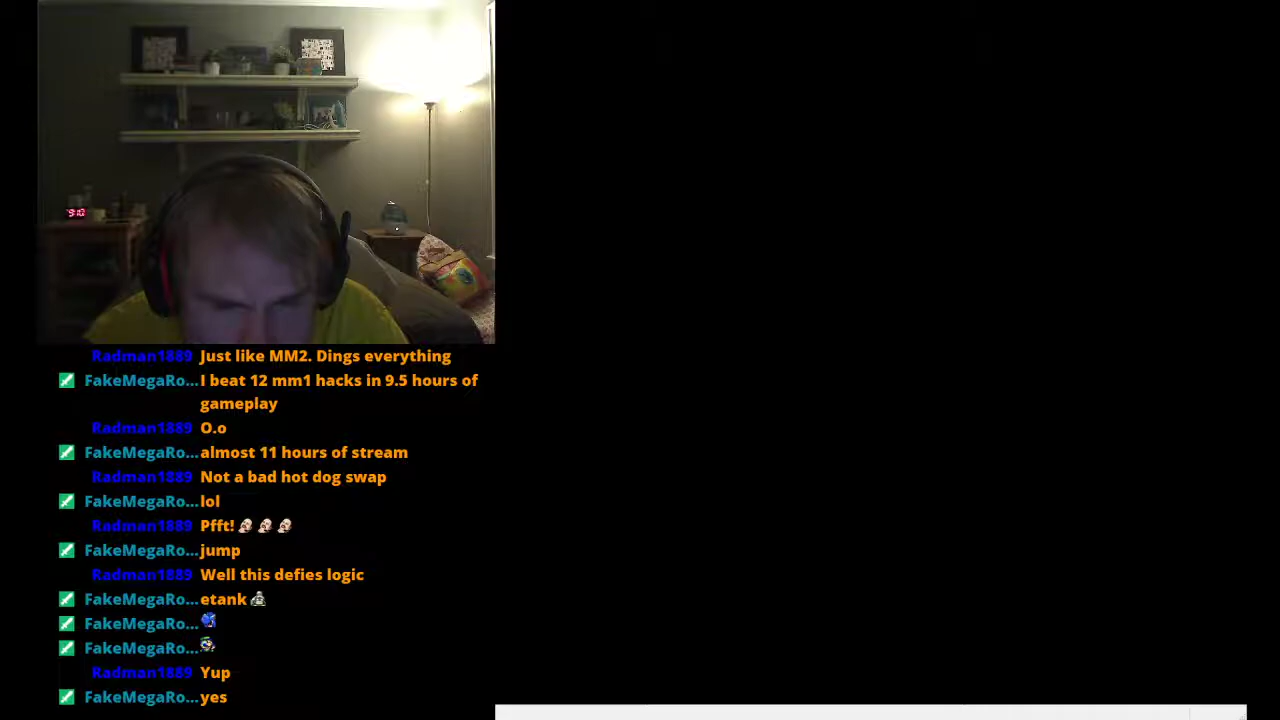 9:10
Radman1889 Just like MM2. Dings everything
FakeMegaRo... I beat 12 mm1 hacks in 9.5 hours of
gameplay
Radman1889 O.o
FakeMegaRo... almost 11 hours of stream
Radman1889 Not a bad hot dog swap
FakeMegaRo... lol
Radman1889 Pfft!
FakeMegaRo... jump
Radman1889 Well this defies logic
FakeMegaRo... etank
FakeMegaRo...
FakeMegaRo...
Radman1889 Yup
FakeMegaRo... yes